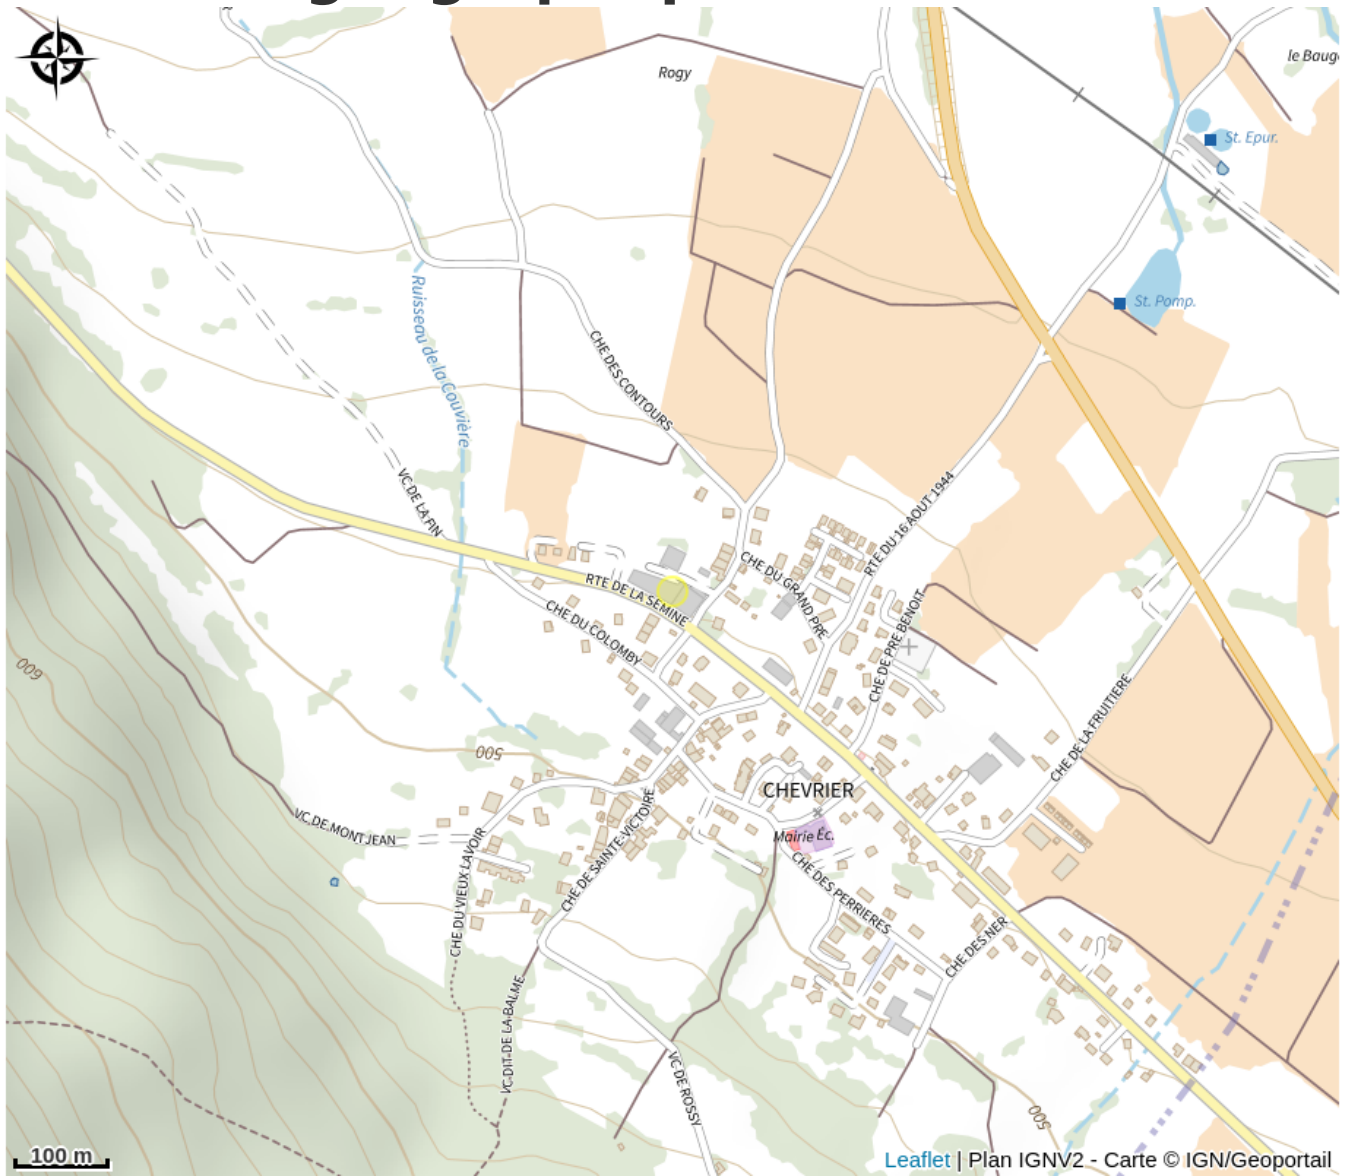 Rogy
le Baug
St. Epur.
St. Pomp.
Ruisseau de la Couvière
CHE DES CONTOURS
VC DE LA FIN
RTE DU 16 AOUT 1944
CHE DU GRAND PRE
RTE DE LA SEMINE
CHE DU COLOMBY
CHE DE PRE BENOIT
600
500
CHE DE LA FRUITIERE
CHEVRIER
VC DE MONT JEAN
Mairie Éc.
CHE DU VIEUX LAVOIR
CHE DE SAINTE-VICTOIRE
CHE DES PERRIERES
CHE DES NER
VC DIT DE LA BALME
VC DE ROSSY
500
100 m
Leaflet | Plan IGNV2 - Carte © IGN/Geoportail